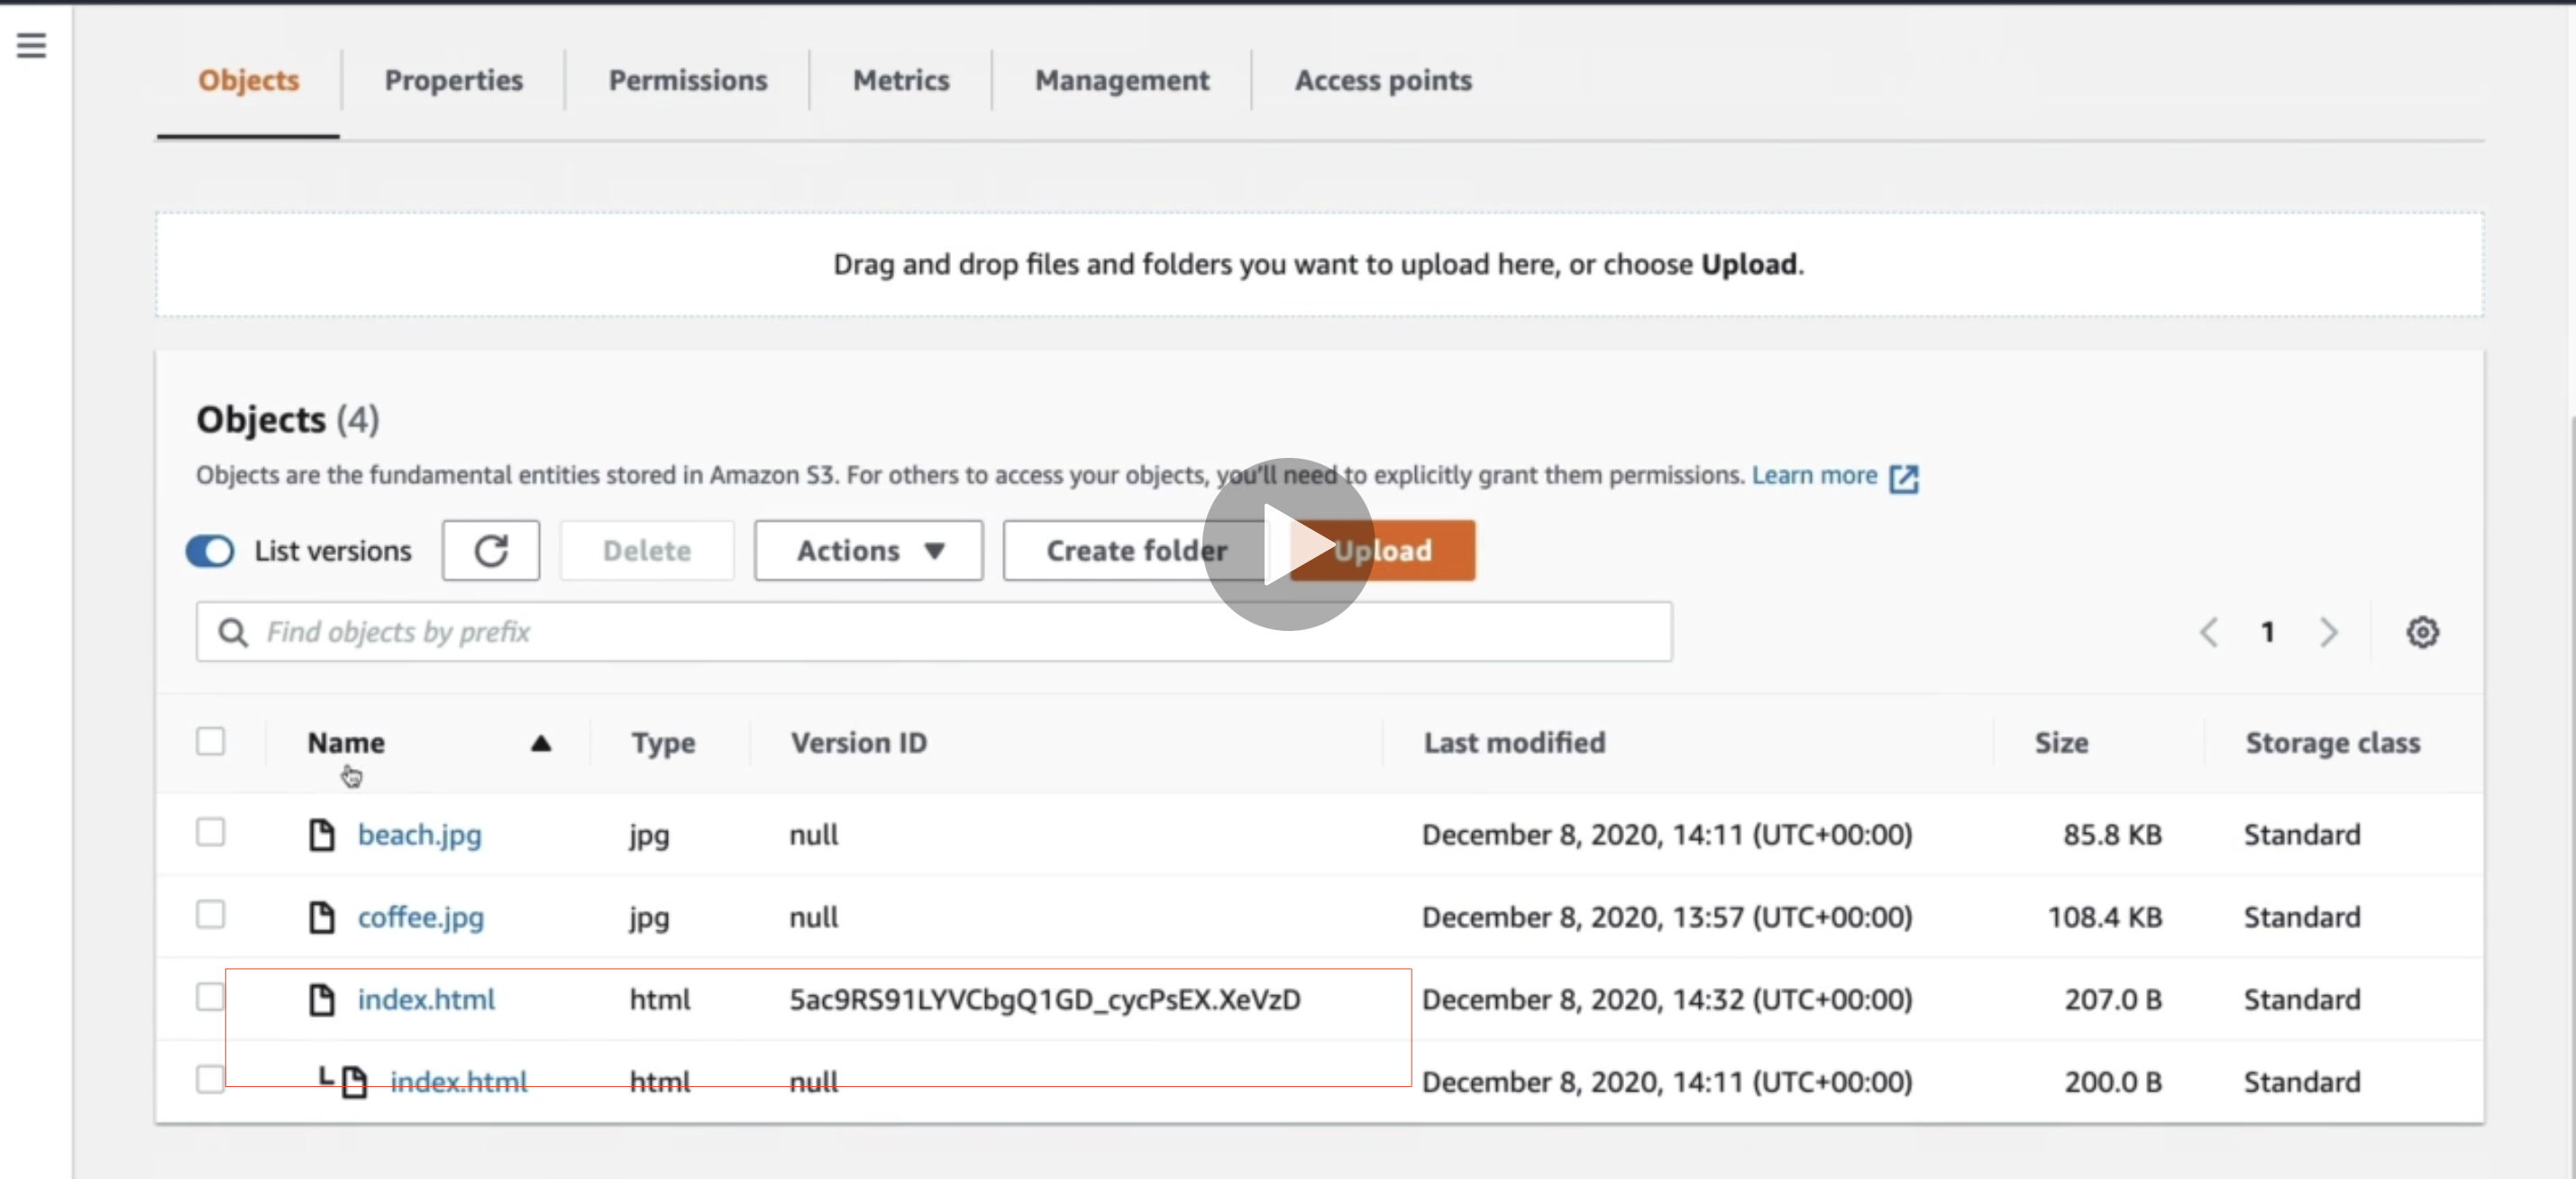 Objects Properties Permissions Metrics Management Access points
Drag and drop files and folders you want to upload here, or choose Upload.
Objects (4)
Objects are the fundamental entities stored in Amazon S3. For others to access your objects, you'll need to explicitly grant them permissions. Learn more
List versions Delete Actions Create folder Upload
Find objects by prefix 1
Name Type Version ID Last modified Size Storage class
beach.jpg jpg null December 8, 2020, 14:11 (UTC+00:00) 85.8 KB Standard
coffee.jpg jpg null December 8, 2020, 13:57 (UTC+00:00) 108.4 KB Standard
index.html html 5ac9RS91LYVCbgQ1GD_cycPsEX.XeVzD December 8, 2020, 14:32 (UTC+00:00) 207.0 B Standard
index.html html null December 8, 2020, 14:11 (UTC+00:00) 200.0 B Standard